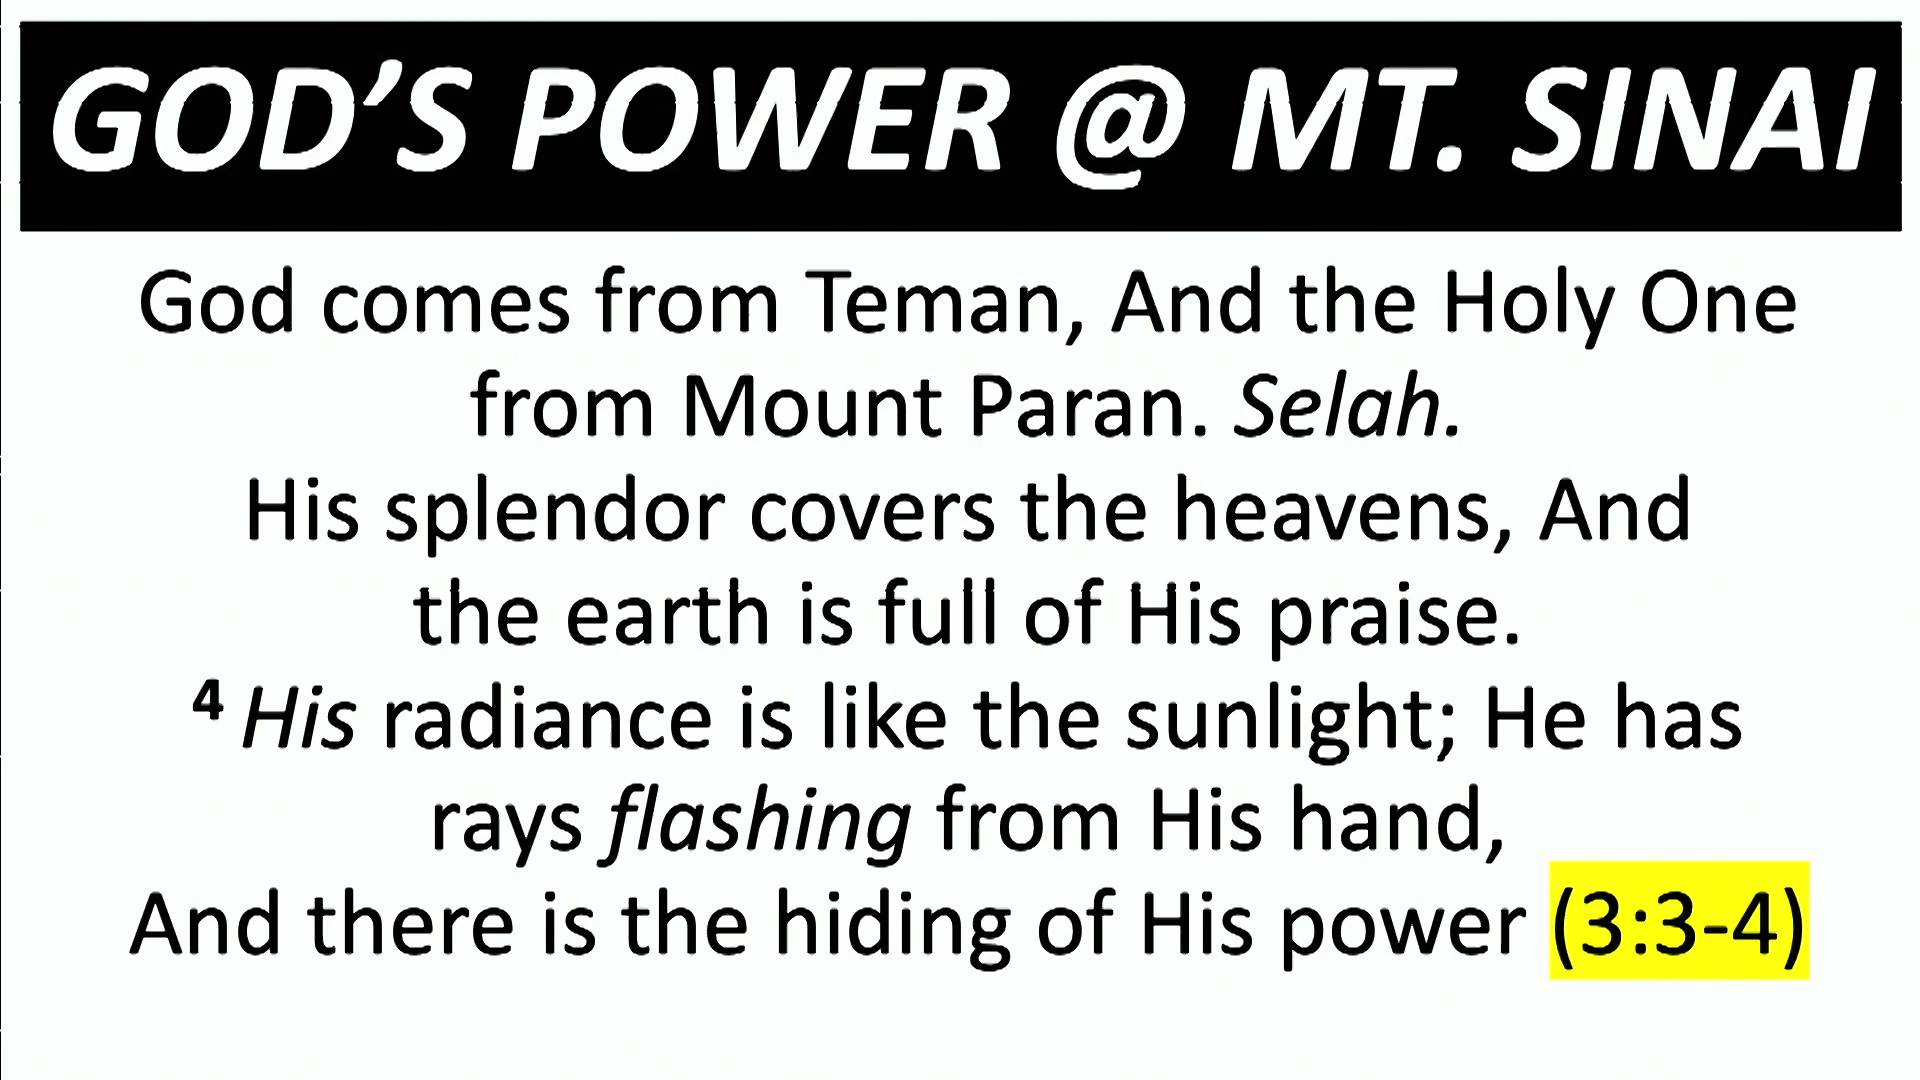 GOD’S POWER @ MT. SINAI
God comes from Teman, And the Holy One
from Mount Paran. Selah.
His splendor covers the heavens, And
the earth is full of His praise.
4 His radiance is like the sunlight; He has
rays flashing from His hand,
And there is the hiding of His power (3:3-4)